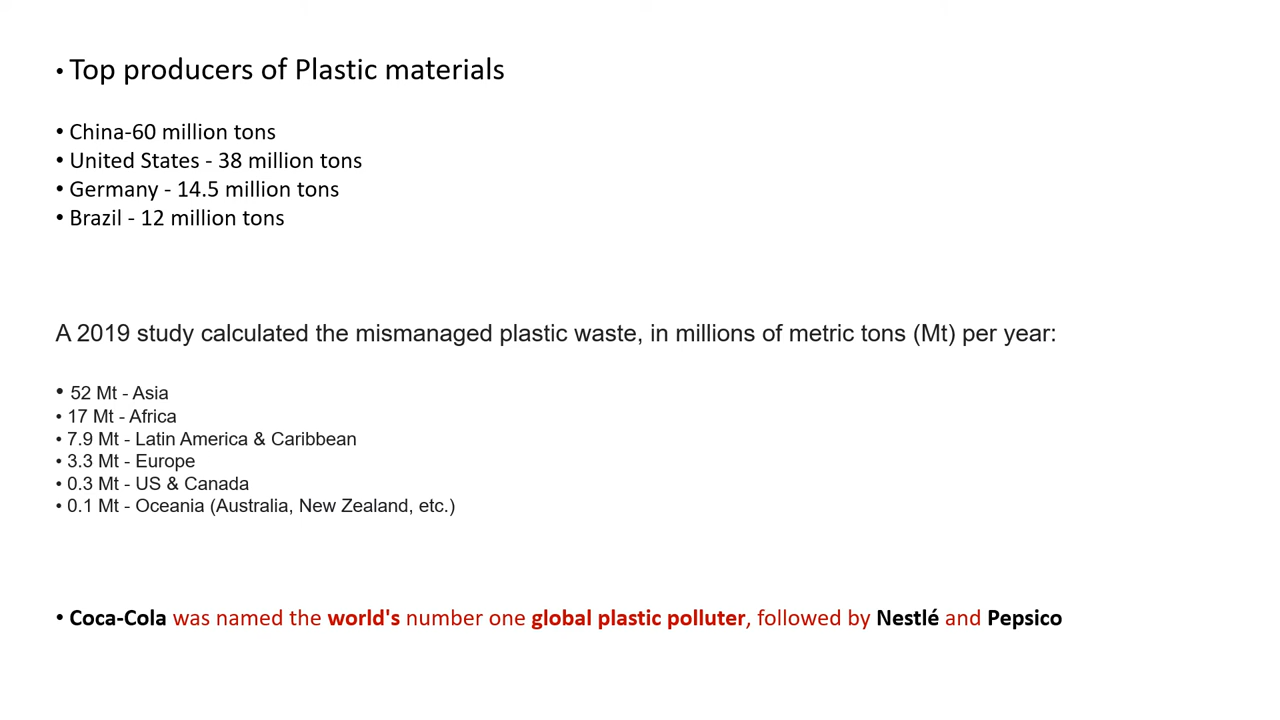 • Top producers of Plastic materials
• China-60 million tons
• United States - 38 million tons
• Germany - 14.5 million tons
• Brazil - 12 million tons
A 2019 study calculated the mismanaged plastic waste, in millions of metric tons (Mt) per year:
• 52 Mt - Asia
• 17 Mt - Africa
• 7.9 Mt - Latin America & Caribbean
• 3.3 Mt - Europe
• 0.3 Mt - US & Canada
• 0.1 Mt - Oceania (Australia, New Zealand, etc.)
• Coca-Cola was named the world's number one global plastic polluter, followed by Nestlé and Pepsico